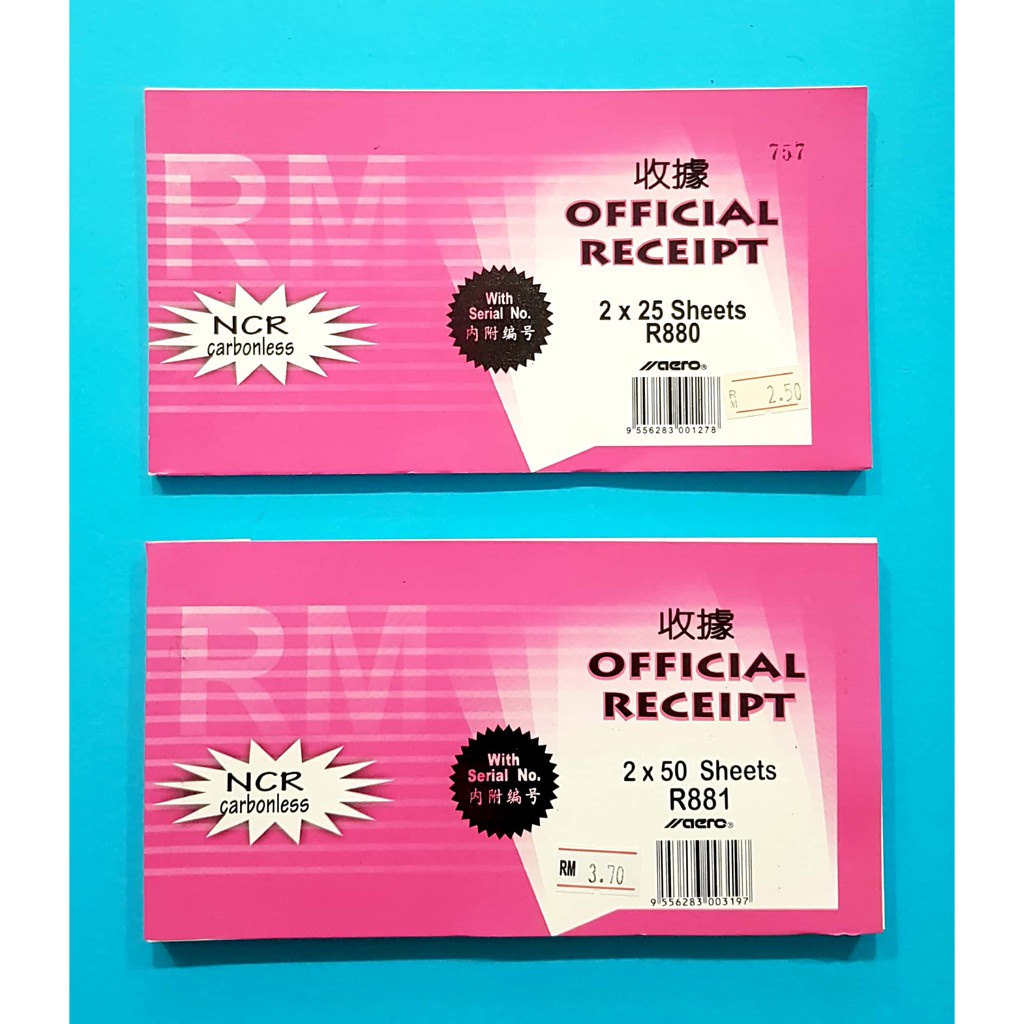 757
RM
收據
OFFICIAL
RECEIPT
With
Serial No.
内附编号
2 x 25 Sheets
R880
NCR
carbonless
aero®
RM 2.50
9 556283 001278
RM
收據
OFFICIAL
RECEIPT
With
Serial No.
内附编号
2 x 50 Sheets
R881
NCR
carbonless
aero®
RM 3.70
9 556283 003197